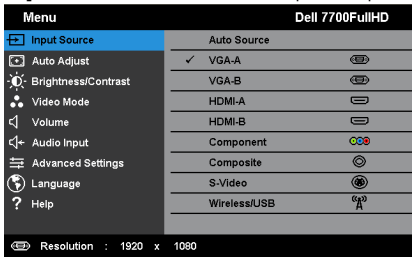 Menu Dell 7700FullHD
Input Source Auto Source
Auto Adjust ✓ VGA-A
Brightness/Contrast VGA-B
Video Mode HDMI-A
Volume HDMI-B
Audio Input Component
Advanced Settings Composite
Language S-Video
? Help Wireless/USB
Resolution : 1920 x 1080